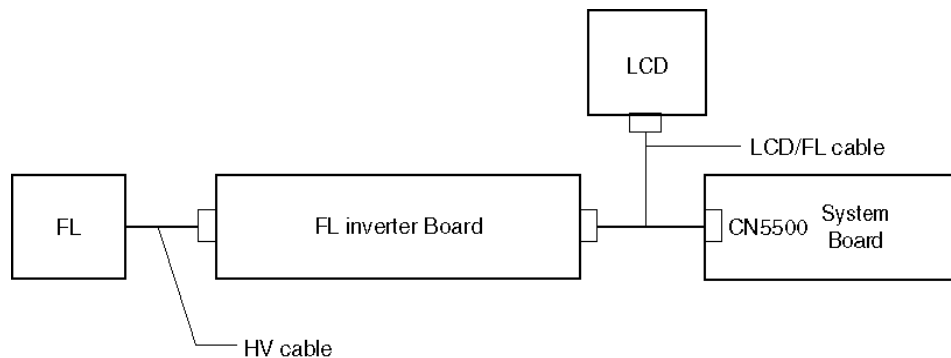 LCD
LCD/FL cable
FL
FL inverter Board
CN5500
System
Board
HV cable